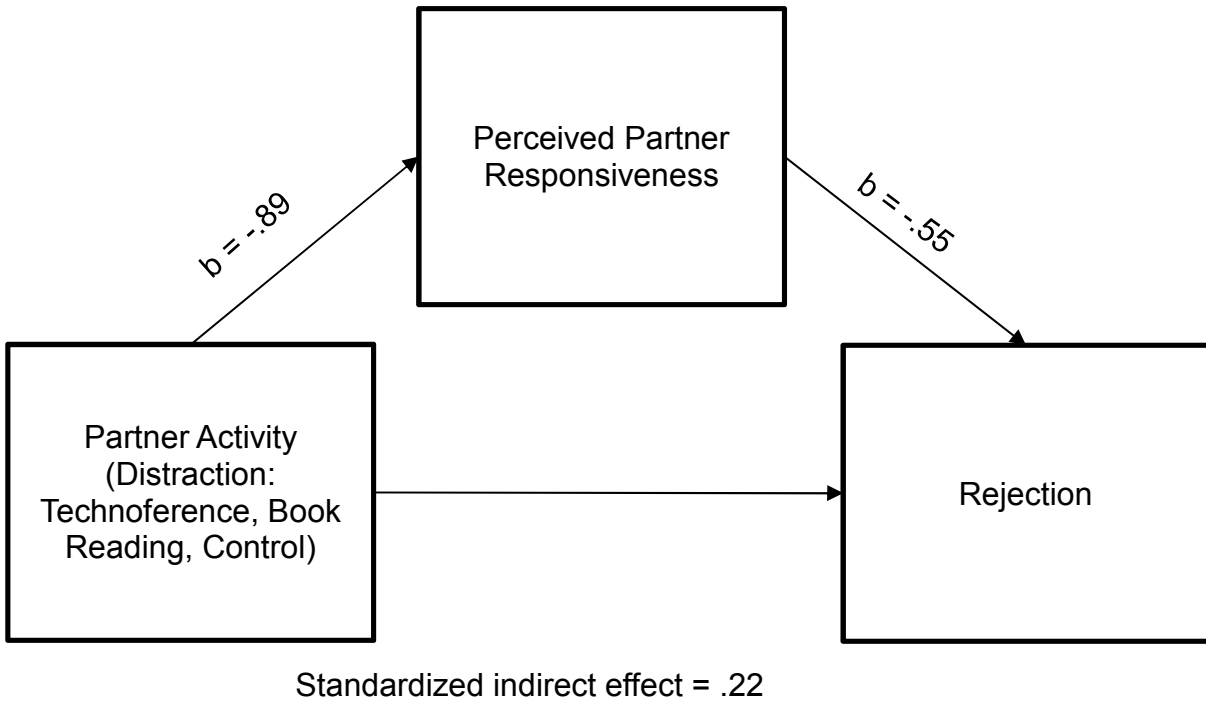 Perceived Partner
Responsiveness
b = -.89
b = -.55
Partner Activity
(Distraction:
Technoference, Book
Reading, Control)
Rejection
Standardized indirect effect = .22